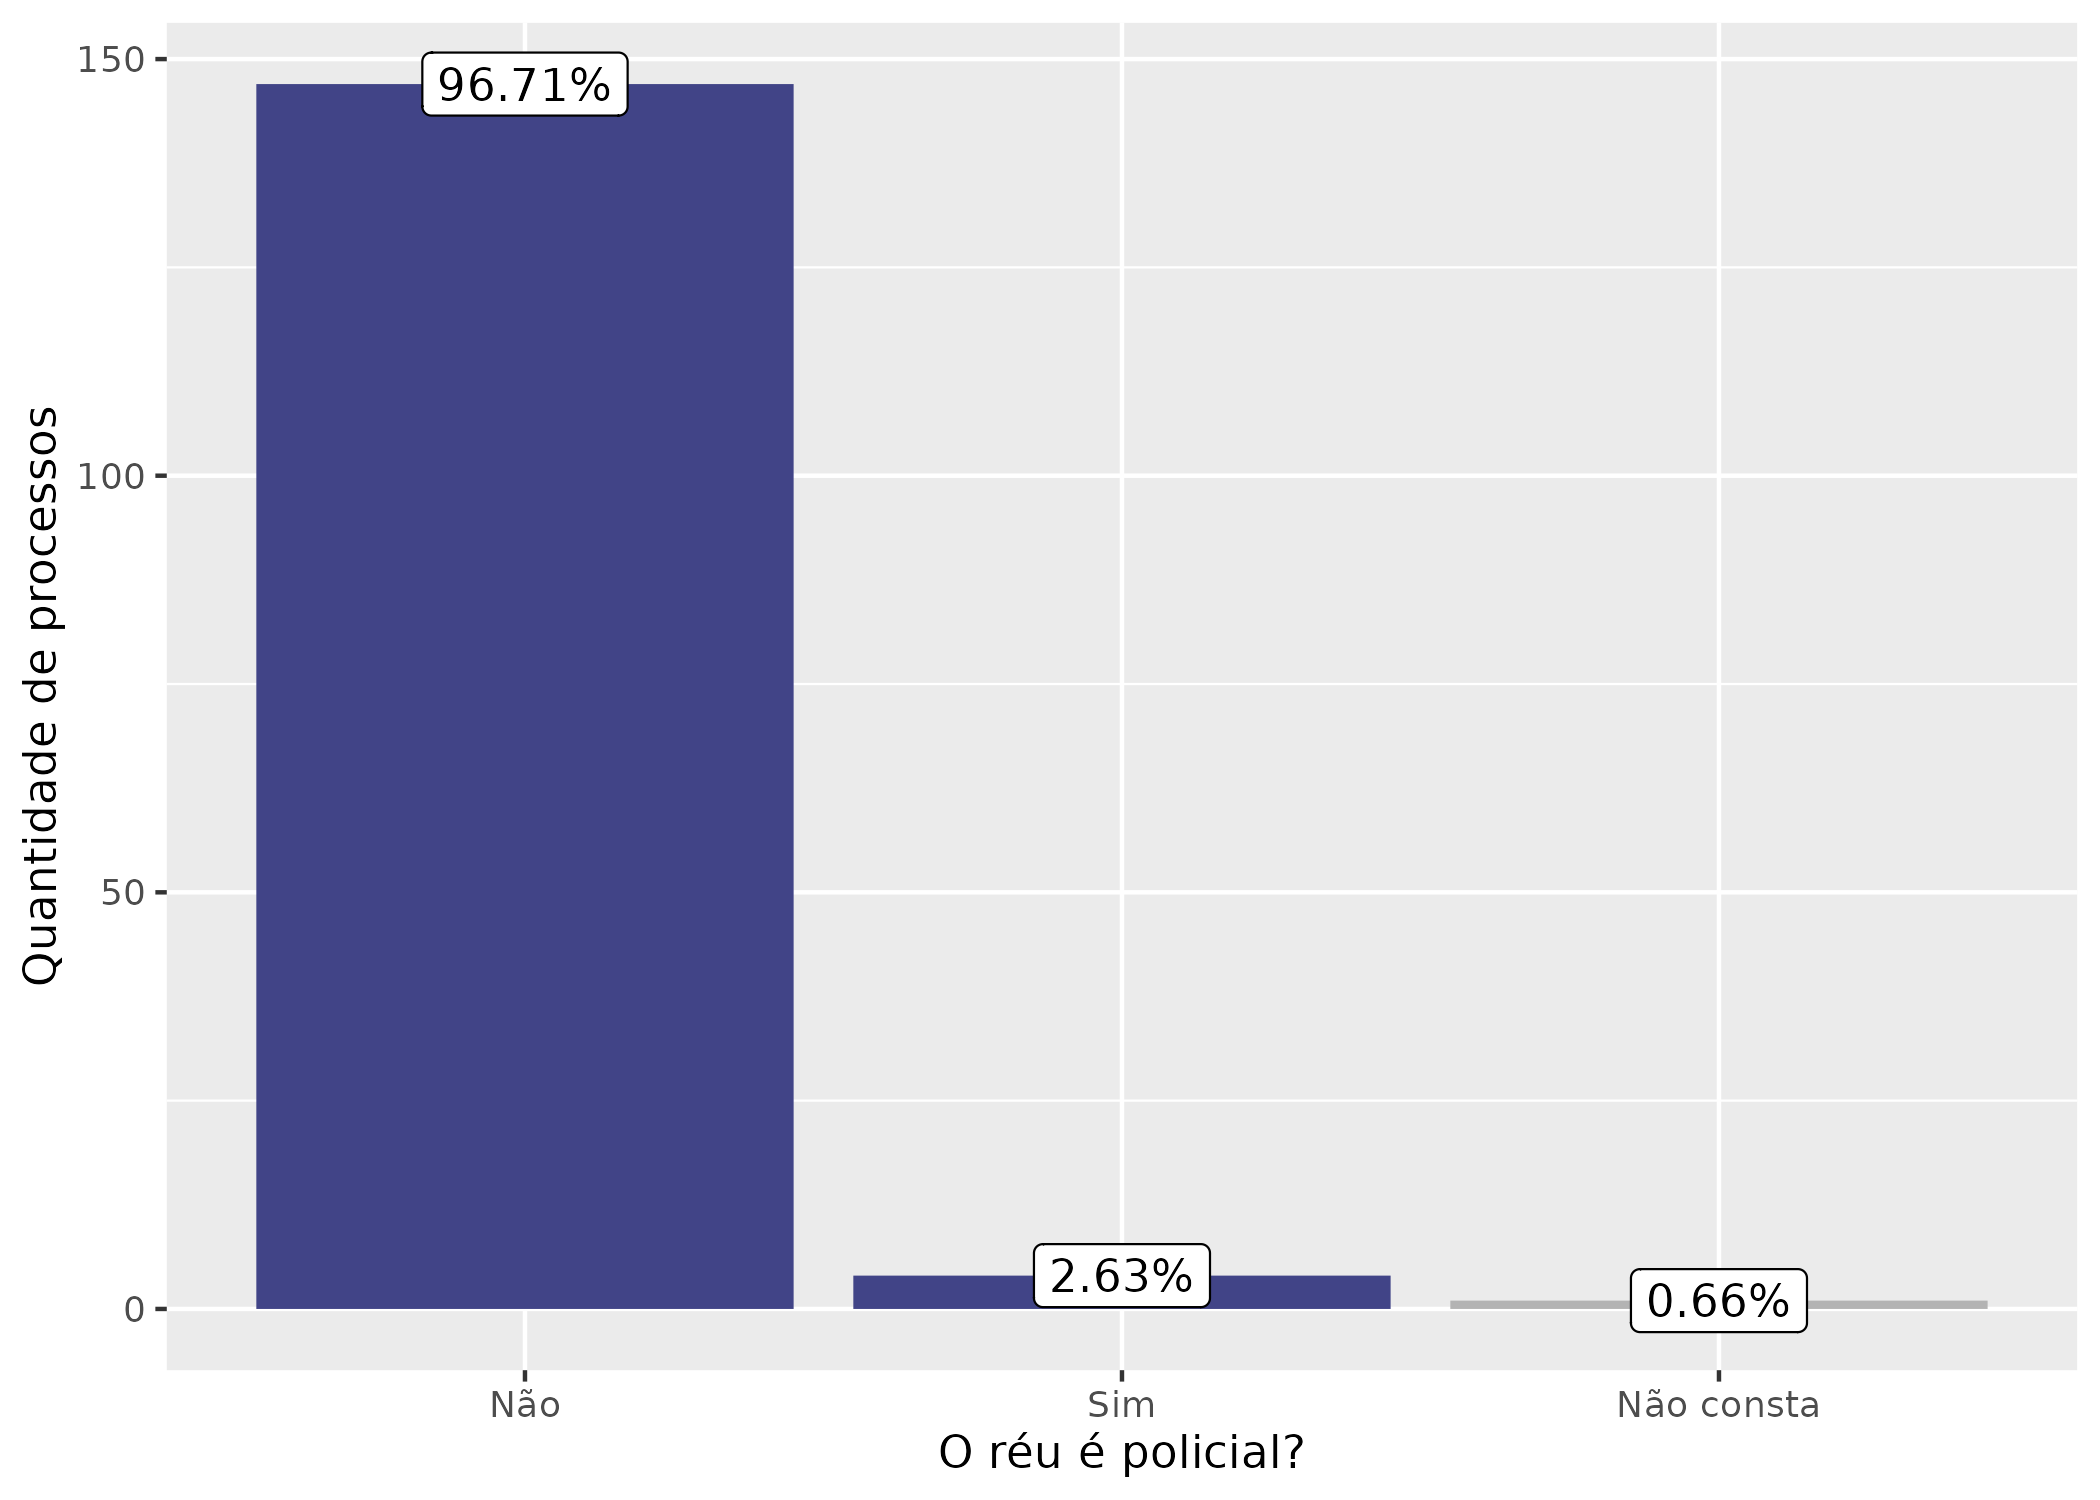 Quantidade de processos
150
100
50
0
96.71%
2.63%
0.66%
Não
Sim
Não consta
O réu é policial?